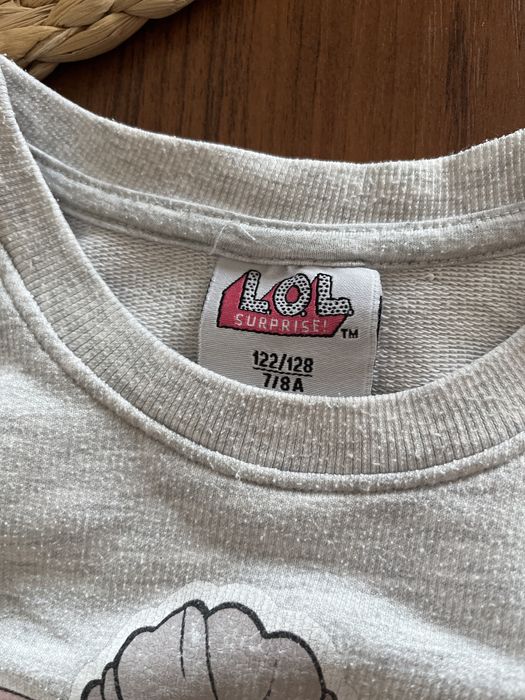 L.O.L.
SURPRISE!
TM
122/128
7/8A